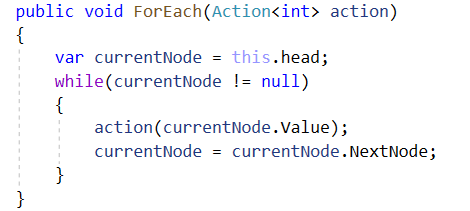 public void ForEach(Action<int> action)
{
    var currentNode = this.head;
    while(currentNode != null)
    {
        action(currentNode.Value);
        currentNode = currentNode.NextNode;
    }
}